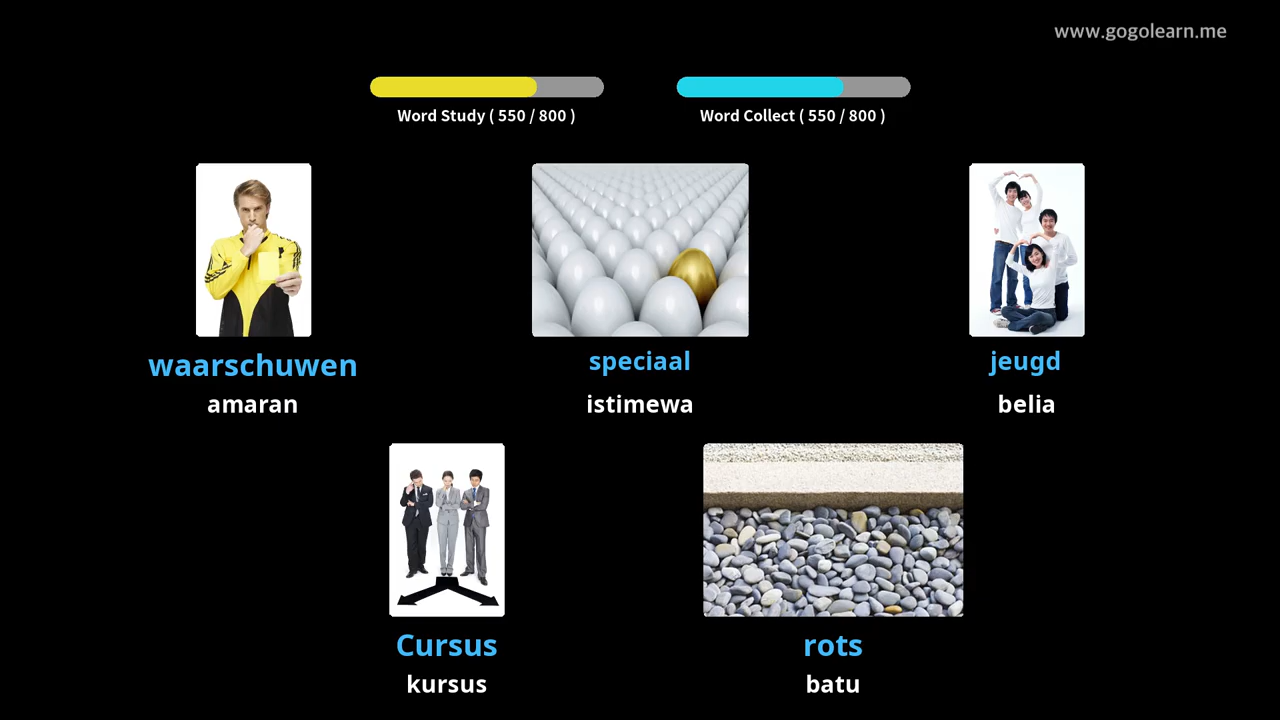 www.gogolearn.me
Word Study ( 550 / 800 )
Word Collect ( 550 / 800 )
waarschuwen
amaran
speciaal
istimewa
jeugd
belia
Cursus
kursus
rots
batu